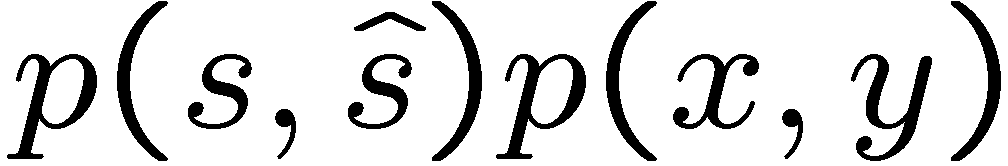 p(s, ŝ)p(x, y)